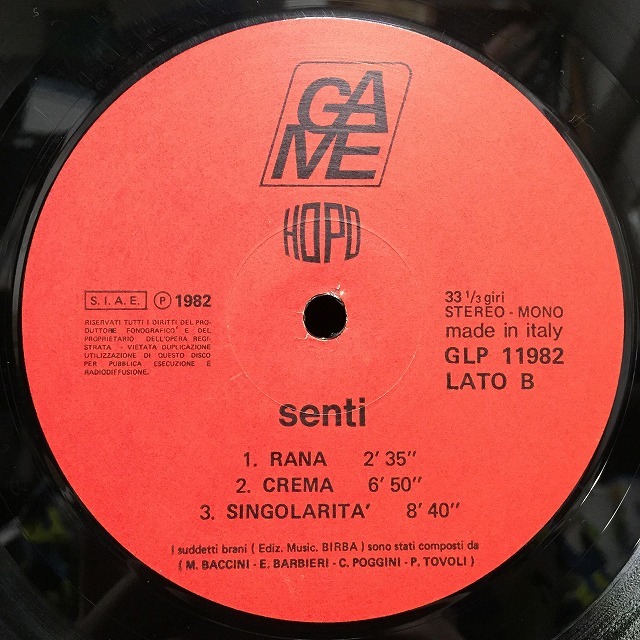 GAME
HOPO
S.I.A.E. P 1982
RISERVATI TUTTI I DIRITTI DEL PRO-
DUTTORE FONOGRAFICO E DEL
PROPRIETARIO DELL'OPERA REGI-
STRATA - VIETATA DUPLICAZIONE
UTILIZZAZIONE DI QUESTO DISCO
PER PUBBLICA ESECUZIONE E
RADIODIFFUSIONE.
33 1/3 giri
STEREO - MONO
made in italy
GLP 11982
LATO B
senti
1. RANA 2' 35"
2. CREMA 6' 50"
3. SINGOLARITA' 8' 40"
I suddetti brani ( Ediz. Music. BIRBA ) sono stati composti da
( M. BACCINI - E. BARBIERI - C. POGGINI - P. TOVOLI )